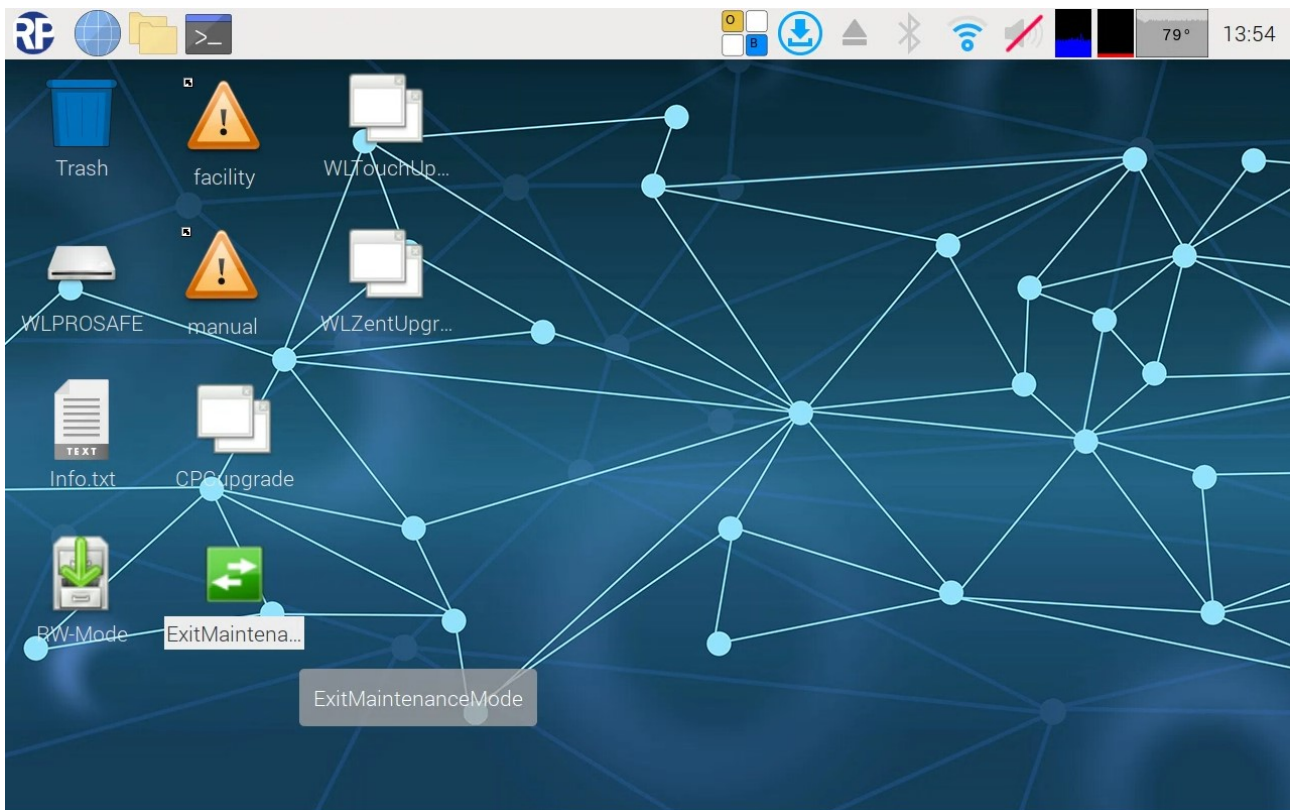 RP
>_
O
B
79°
13:54
Trash
facility
WLTouchUp...
WLPROSAFE
manual
WLZentUpgr...
TEXT
Info.txt
CPCupgrade
RW-Mode
ExitMaintena...
ExitMaintenanceMode